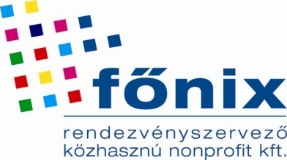 főnix
rendezvényszervező
közhasznú nonprofit kft.